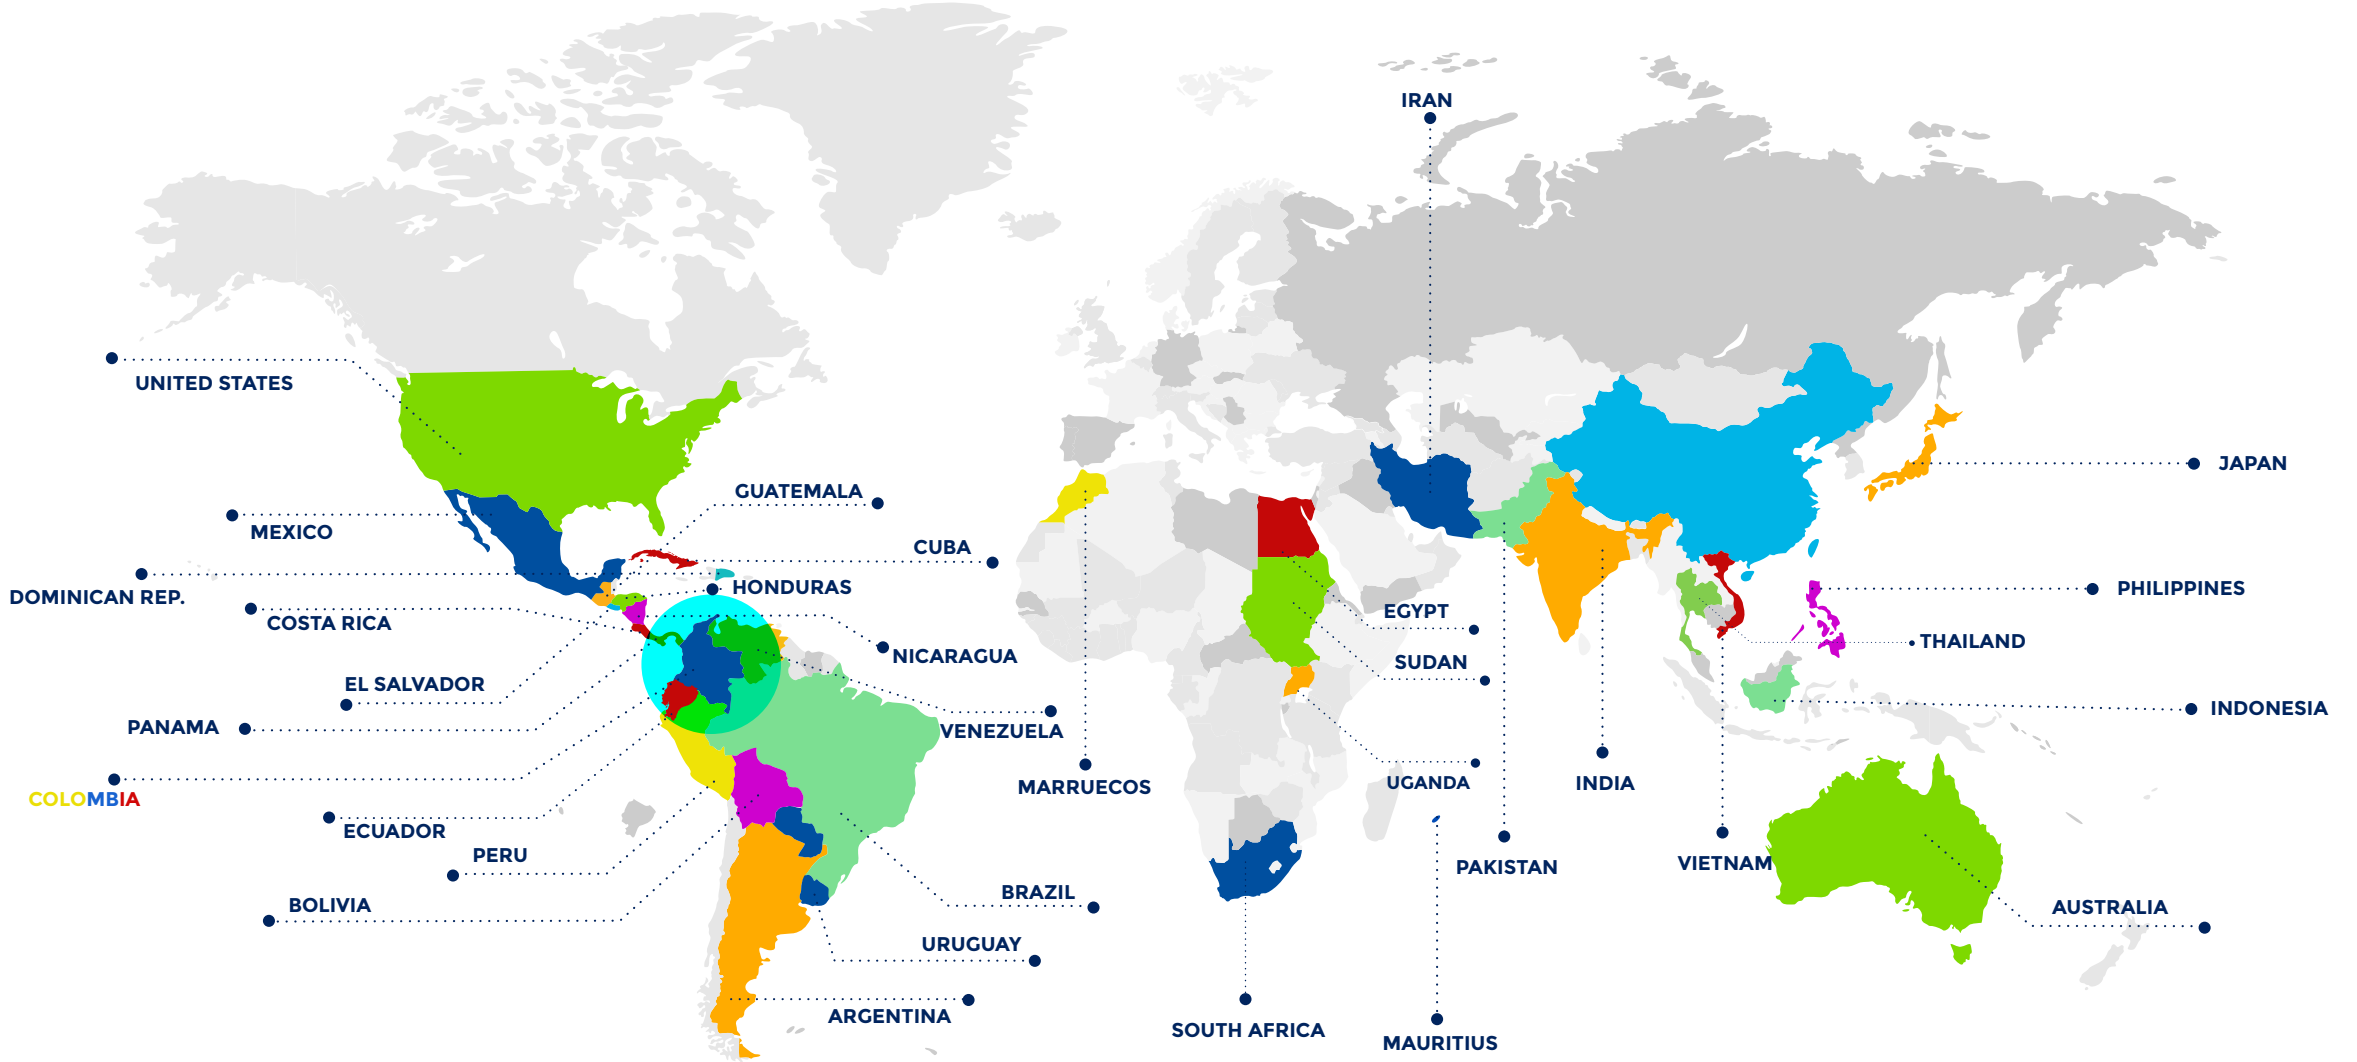 IRAN
UNITED STATES
JAPAN
GUATEMALA
MEXICO
CUBA
HONDURAS
PHILIPPINES
DOMINICAN REP.
EGYPT
COSTA RICA
THAILAND
NICARAGUA
SUDAN
EL SALVADOR
INDONESIA
PANAMA
VENEZUELA
UGANDA
INDIA
MARRUECOS
COLOMBIA
ECUADOR
PERU
VIETNAM
PAKISTAN
BRAZIL
BOLIVIA
AUSTRALIA
URUGUAY
ARGENTINA
SOUTH AFRICA
MAURITIUS